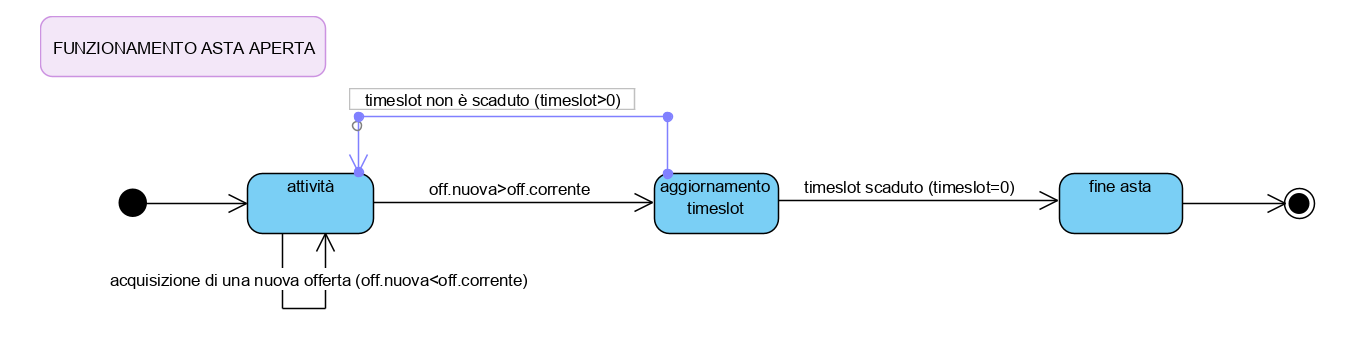 FUNZIONAMENTO ASTA APERTA
timeslot non è scaduto (timeslot>0)
attività
off.nuova>off.corrente
aggiornamento
timeslot
timeslot scaduto (timeslot=0)
fine asta
acquisizione di una nuova offerta (off.nuova<off.corrente)